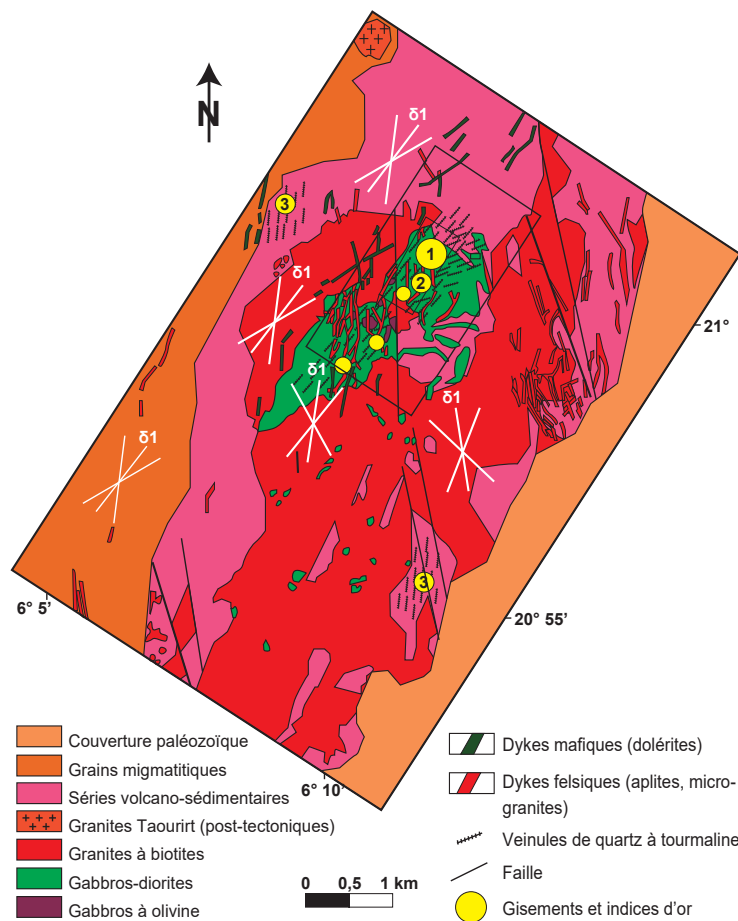 N
δ1
3
1
2
δ1
21°
δ1
δ1
δ1
3
6° 5’
20° 55’
6° 10’
Couverture paléozoïque
Grains migmatitiques
Séries volcano-sédimentaires
Granites Taourirt (post-tectoniques)
Granites à biotites
Gabbros-diorites
Gabbros à olivine
0 0,5 1 km
Dykes mafiques (dolérites)
Dykes felsiques (aplites, micro-
granites)
Veinules de quartz à tourmaline
Faille
Gisements et indices d’or